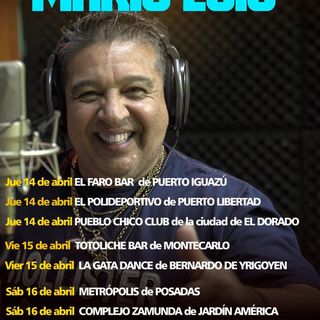 MARIO LUIS
Jue 14 de abril EL FARO BAR de PUERTO IGUAZÚ
Jue 14 de abril EL POLIDEPORTIVO de PUERTO LIBERTAD
Jue 14 de abril PUEBLO CHICO CLUB de la ciudad de EL DORADO
Vie 15 de abril TOTOLICHE BAR de MONTECARLO
Vier 15 de abril LA GATA DANCE de BERNARDO DE YRIGOYEN
Sáb 16 de abril METRÓPOLIS de POSADAS
Sáb 16 de abril COMPLEJO ZAMUNDA de JARDÍN AMÉRICA